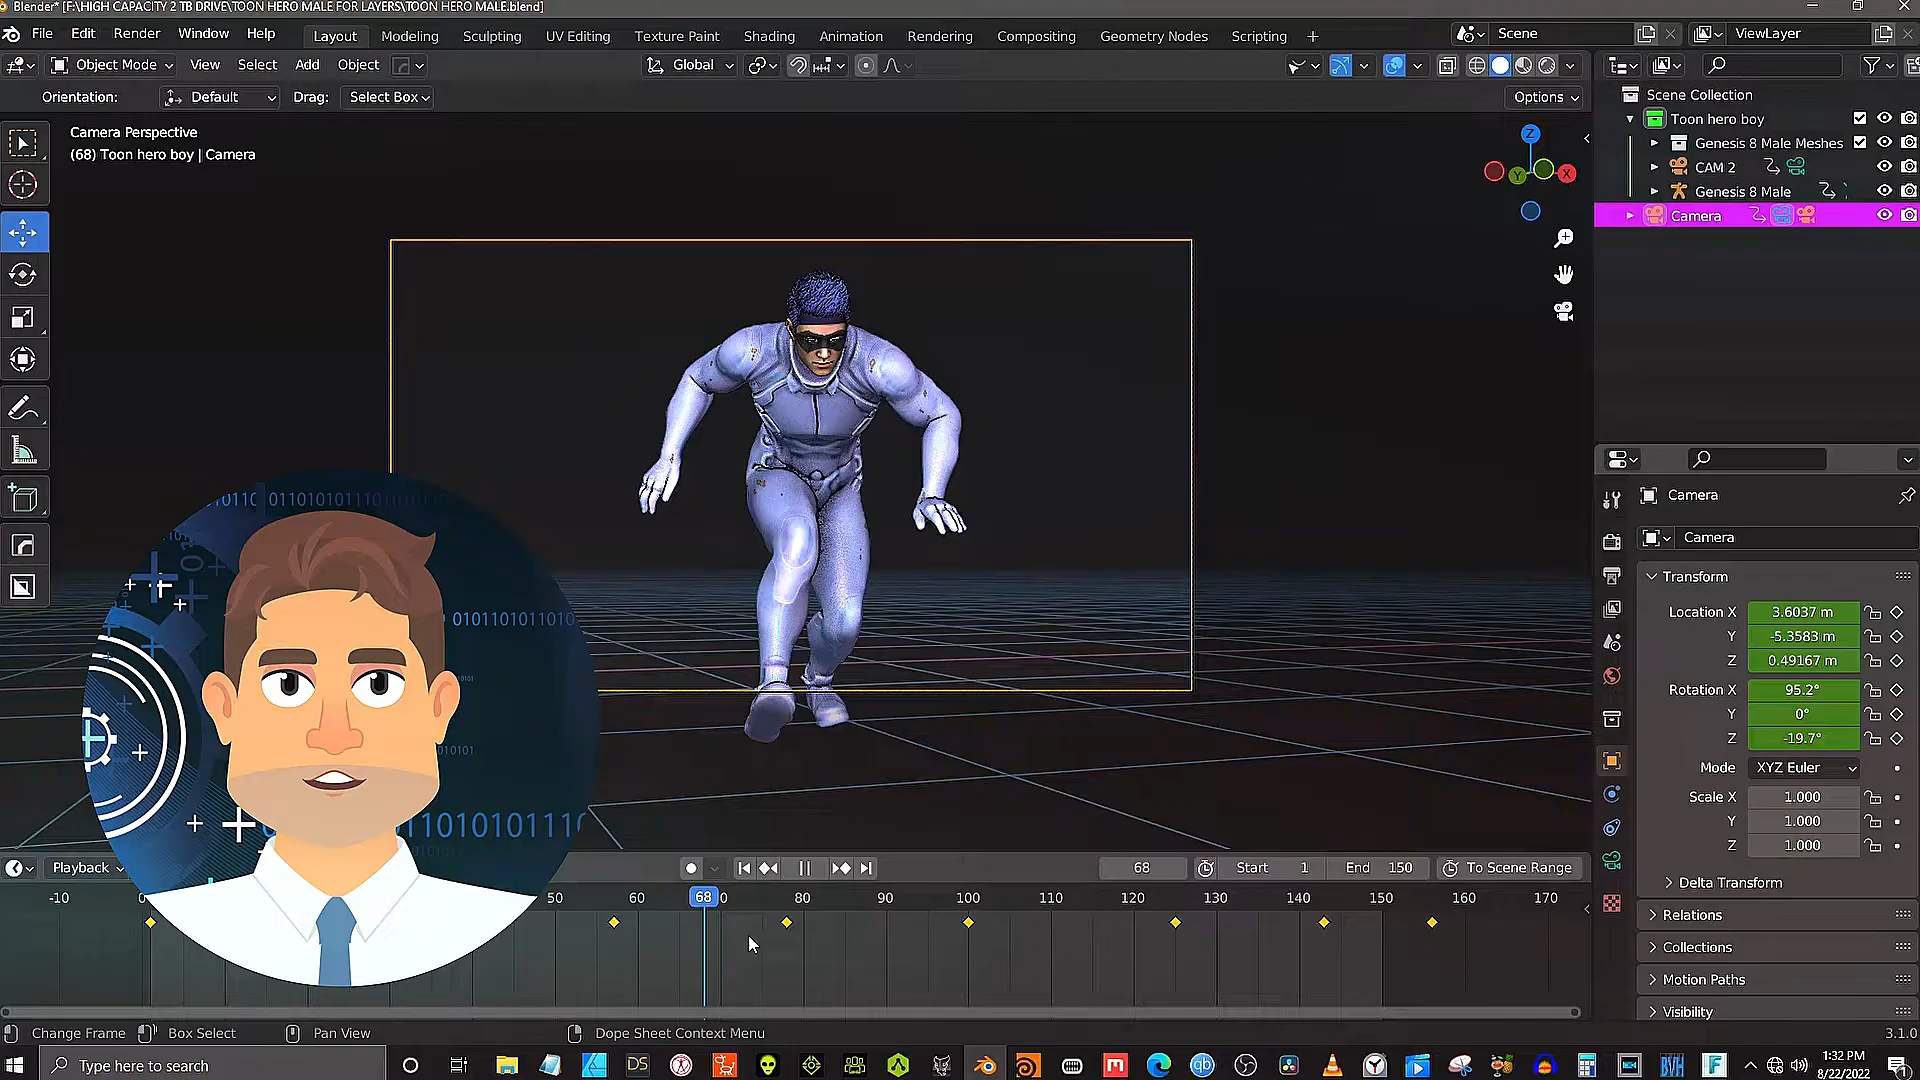 Blender* [F:\HIGH CAPACITY 2 TB DRIVE\TOON HERO MALE FOR LAYERS\TOON HERO MALE.blend]
File Edit Render Window Help Layout Modeling Sculpting UV Editing Texture Paint Shading Animation Rendering Compositing Geometry Nodes Scripting + Scene ViewLayer
Object Mode View Select Add Object Global
Orientation: Default Drag: Select Box Options
Camera Perspective
(68) Toon hero boy | Camera
Z
Y X
Scene Collection
Toon hero boy
Genesis 8 Male Meshes
CAM 2
Genesis 8 Male
Camera
Camera
Camera
Transform
Location X 3.6037 m
Y -5.3583 m
Z 0.49167 m
Rotation X 95.2°
Y 0°
Z -19.7°
Mode XYZ Euler
Scale X 1.000
Y 1.000
Z 1.000
Delta Transform
Relations
Collections
Motion Paths
Visibility
010110101110
Playback 68 Start 1 End 150 To Scene Range
-10 50 60 68 80 90 100 110 120 130 140 150 160 170
Change Frame Box Select Pan View Dope Sheet Context Menu 3.1.0
Type here to search DS qb BVH F 1:32 PM
8/22/2022